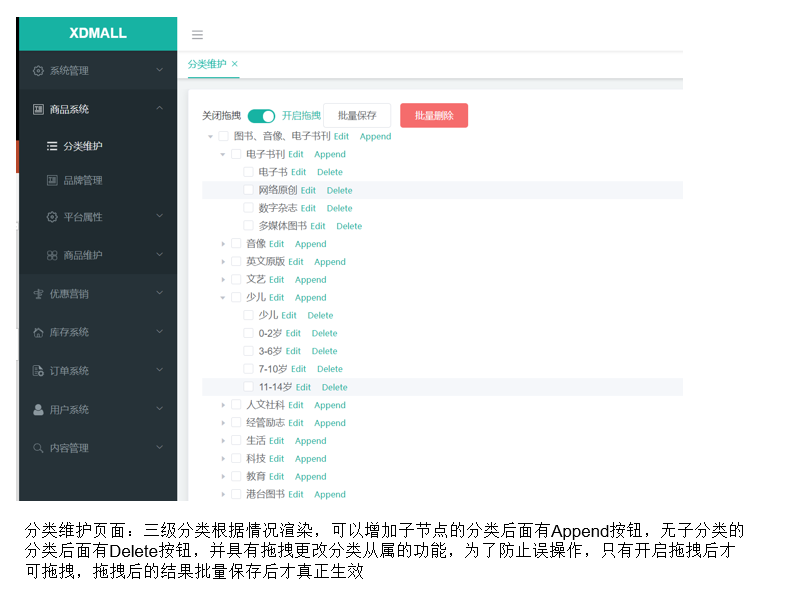 XDMALL
系统管理
商品系统
分类维护
品牌管理
平台属性
商品维护
优惠营销
库存系统
订单系统
用户系统
内容管理
分类维护 ×
关闭拖拽 开启拖拽 批量保存 批量删除
图书、音像、电子书刊 Edit Append
电子书刊 Edit Append
电子书 Edit Delete
网络原创 Edit Delete
数字杂志 Edit Delete
多媒体图书 Edit Delete
音像 Edit Append
英文原版 Edit Append
文艺 Edit Append
少儿 Edit Append
少儿 Edit Delete
0-2岁 Edit Delete
3-6岁 Edit Delete
7-10岁 Edit Delete
11-14岁 Edit Delete
人文社科 Edit Append
经管励志 Edit Append
生活 Edit Append
科技 Edit Append
教育 Edit Append
港台图书 Edit Append
分类维护页面：三级分类根据情况渲染，可以增加子节点的分类后面有Append按钮，无子分类的
分类后面有Delete按钮，并具有拖拽更改分类从属的功能，为了防止误操作，只有开启拖拽后才
可拖拽，拖拽后的结果批量保存后才真正生效